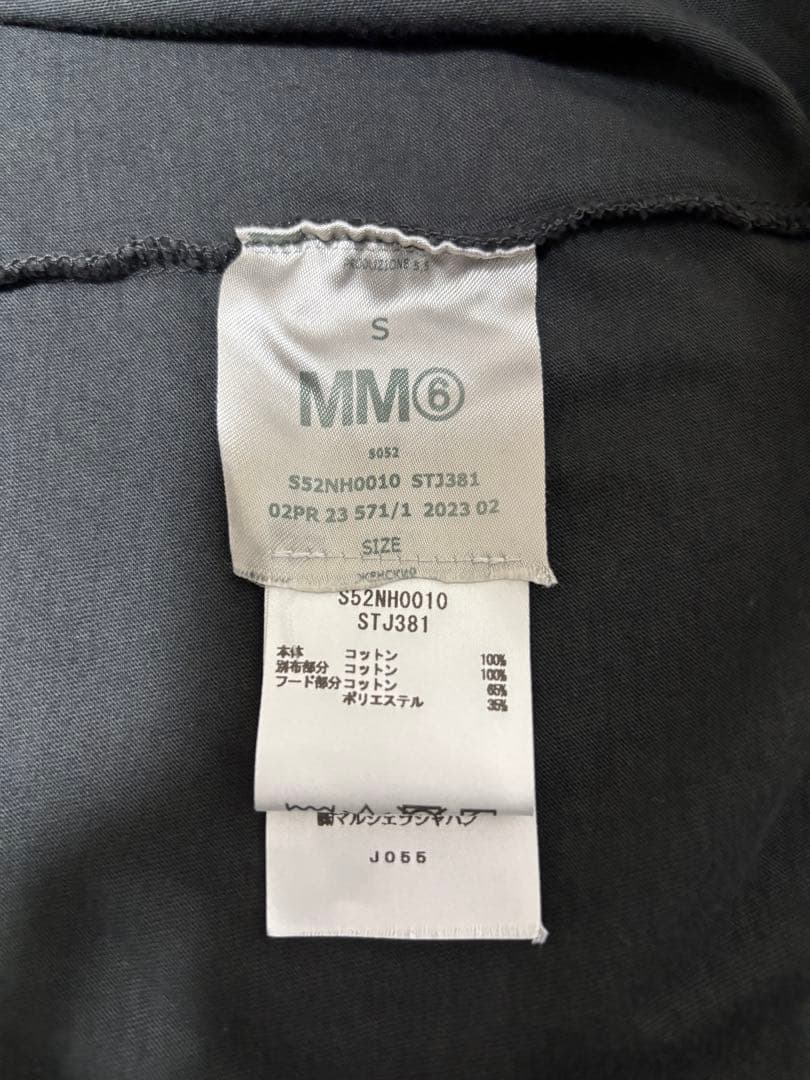 PRODUZIONE S.S
S
MM⑥
S052
S52NH0010 STJ381
02PR 23 571/1 2023 02
SIZE
S52NH0010
STJ381
本体 コットン 100%
別布部分 コットン 100%
フード部分 コットン 65%
ポリエステル 35%
J055